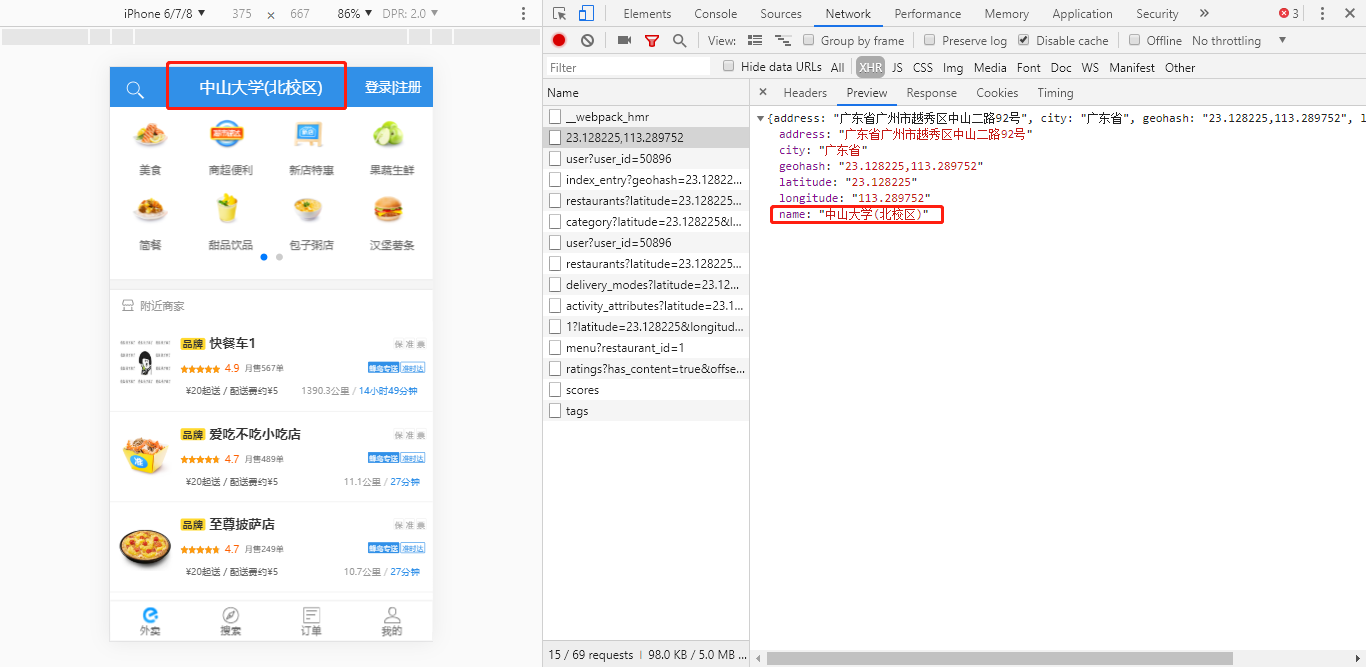 iPhone 6/7/8 ▼ 375 × 667 86% ▼ DPR: 2.0 ▼
中山大学(北校区) 登录|注册
美食 商超便利 新店特惠 果蔬生鲜
简餐 甜品饮品 包子粥店 汉堡薯条
附近商家
品牌 快餐车1 保 准 票
4.9 月售567单 蜂鸟专送 准时达
¥20起送 / 配送费约¥5 1390.3公里 / 14小时49分钟
品牌 爱吃不吃小吃店 保 准 票
4.7 月售489单 蜂鸟专送 准时达
¥20起送 / 配送费约¥5 11.1公里 / 27分钟
品牌 至尊披萨店 保 准 票
4.7 月售249单 蜂鸟专送 准时达
¥20起送 / 配送费约¥5 10.7公里 / 27分钟
外卖 搜索 订单 我的
Elements Console Sources Network Performance Memory Application Security » 3
View: Group by frame Preserve log Disable cache Offline No throttling ▼
Filter Hide data URLs All XHR JS CSS Img Media Font Doc WS Manifest Other
Name
__webpack_hmr
23.128225,113.289752
user?user_id=50896
index_entry?geohash=23.12822...
restaurants?latitude=23.128225...
category?latitude=23.128225&l...
user?user_id=50896
restaurants?latitude=23.128225...
delivery_modes?latitude=23.12...
activity_attributes?latitude=23.1...
1?latitude=23.128225&longitud...
menu?restaurant_id=1
ratings?has_content=true&offse...
scores
tags
15 / 69 requests | 98.0 KB / 5.0 MB ...
× Headers Preview Response Cookies Timing
▼{address: "广东省广州市越秀区中山二路92号", city: "广东省", geohash: "23.128225,113.289752", l
address: "广东省广州市越秀区中山二路92号"
city: "广东省"
geohash: "23.128225,113.289752"
latitude: "23.128225"
longitude: "113.289752"
name: "中山大学(北校区)"